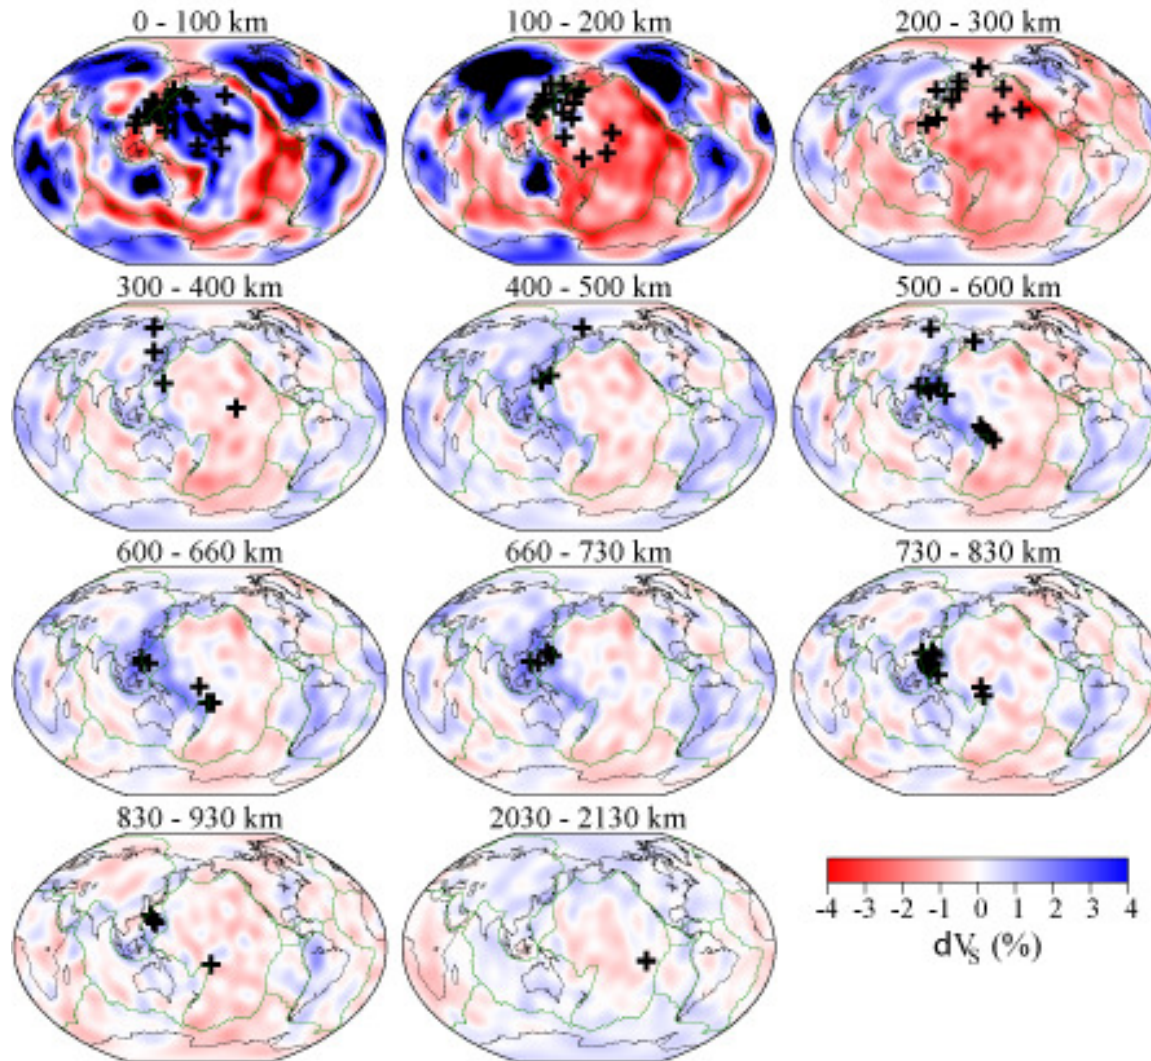 0 - 100 km
100 - 200 km
200 - 300 km
300 - 400 km
400 - 500 km
500 - 600 km
600 - 660 km
660 - 730 km
730 - 830 km
830 - 930 km
2030 - 2130 km
-4 -3 -2 -1 0 1 2 3 4
dVS (%)